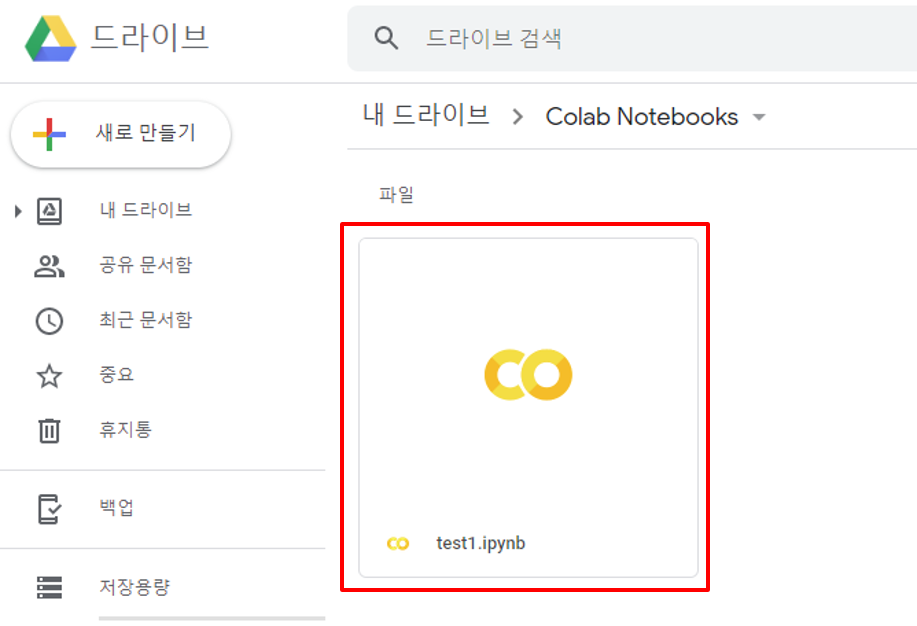 드라이브
드라이브 검색
새로 만들기
내 드라이브
공유 문서함
최근 문서함
중요
휴지통
백업
저장용량
내 드라이브 > Colab Notebooks
파일
test1.ipynb